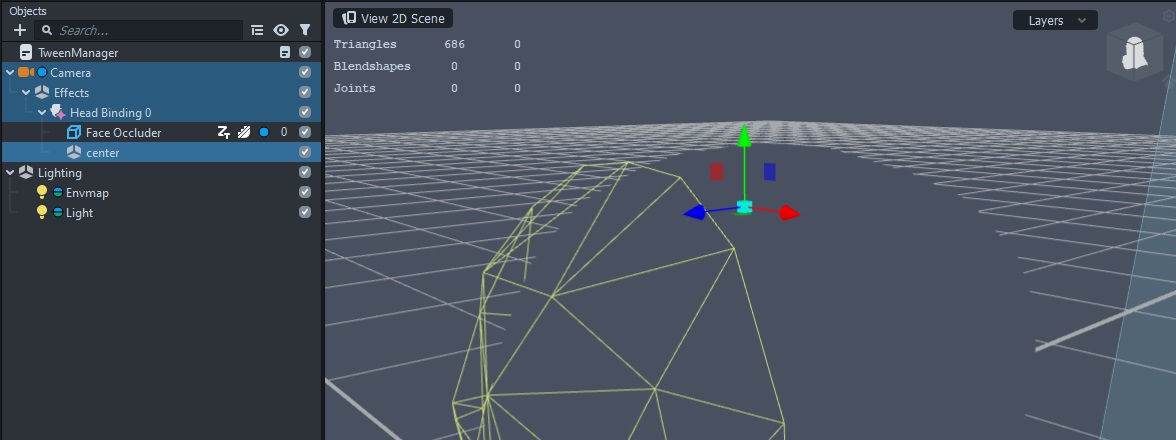 Objects
Search...
TweenManager
Camera
Effects
Head Binding 0
Face Occluder 0
center
Lighting
Envmap
Light
View 2D Scene
Triangles 686 0
Blendshapes 0 0
Joints 0 0
Layers